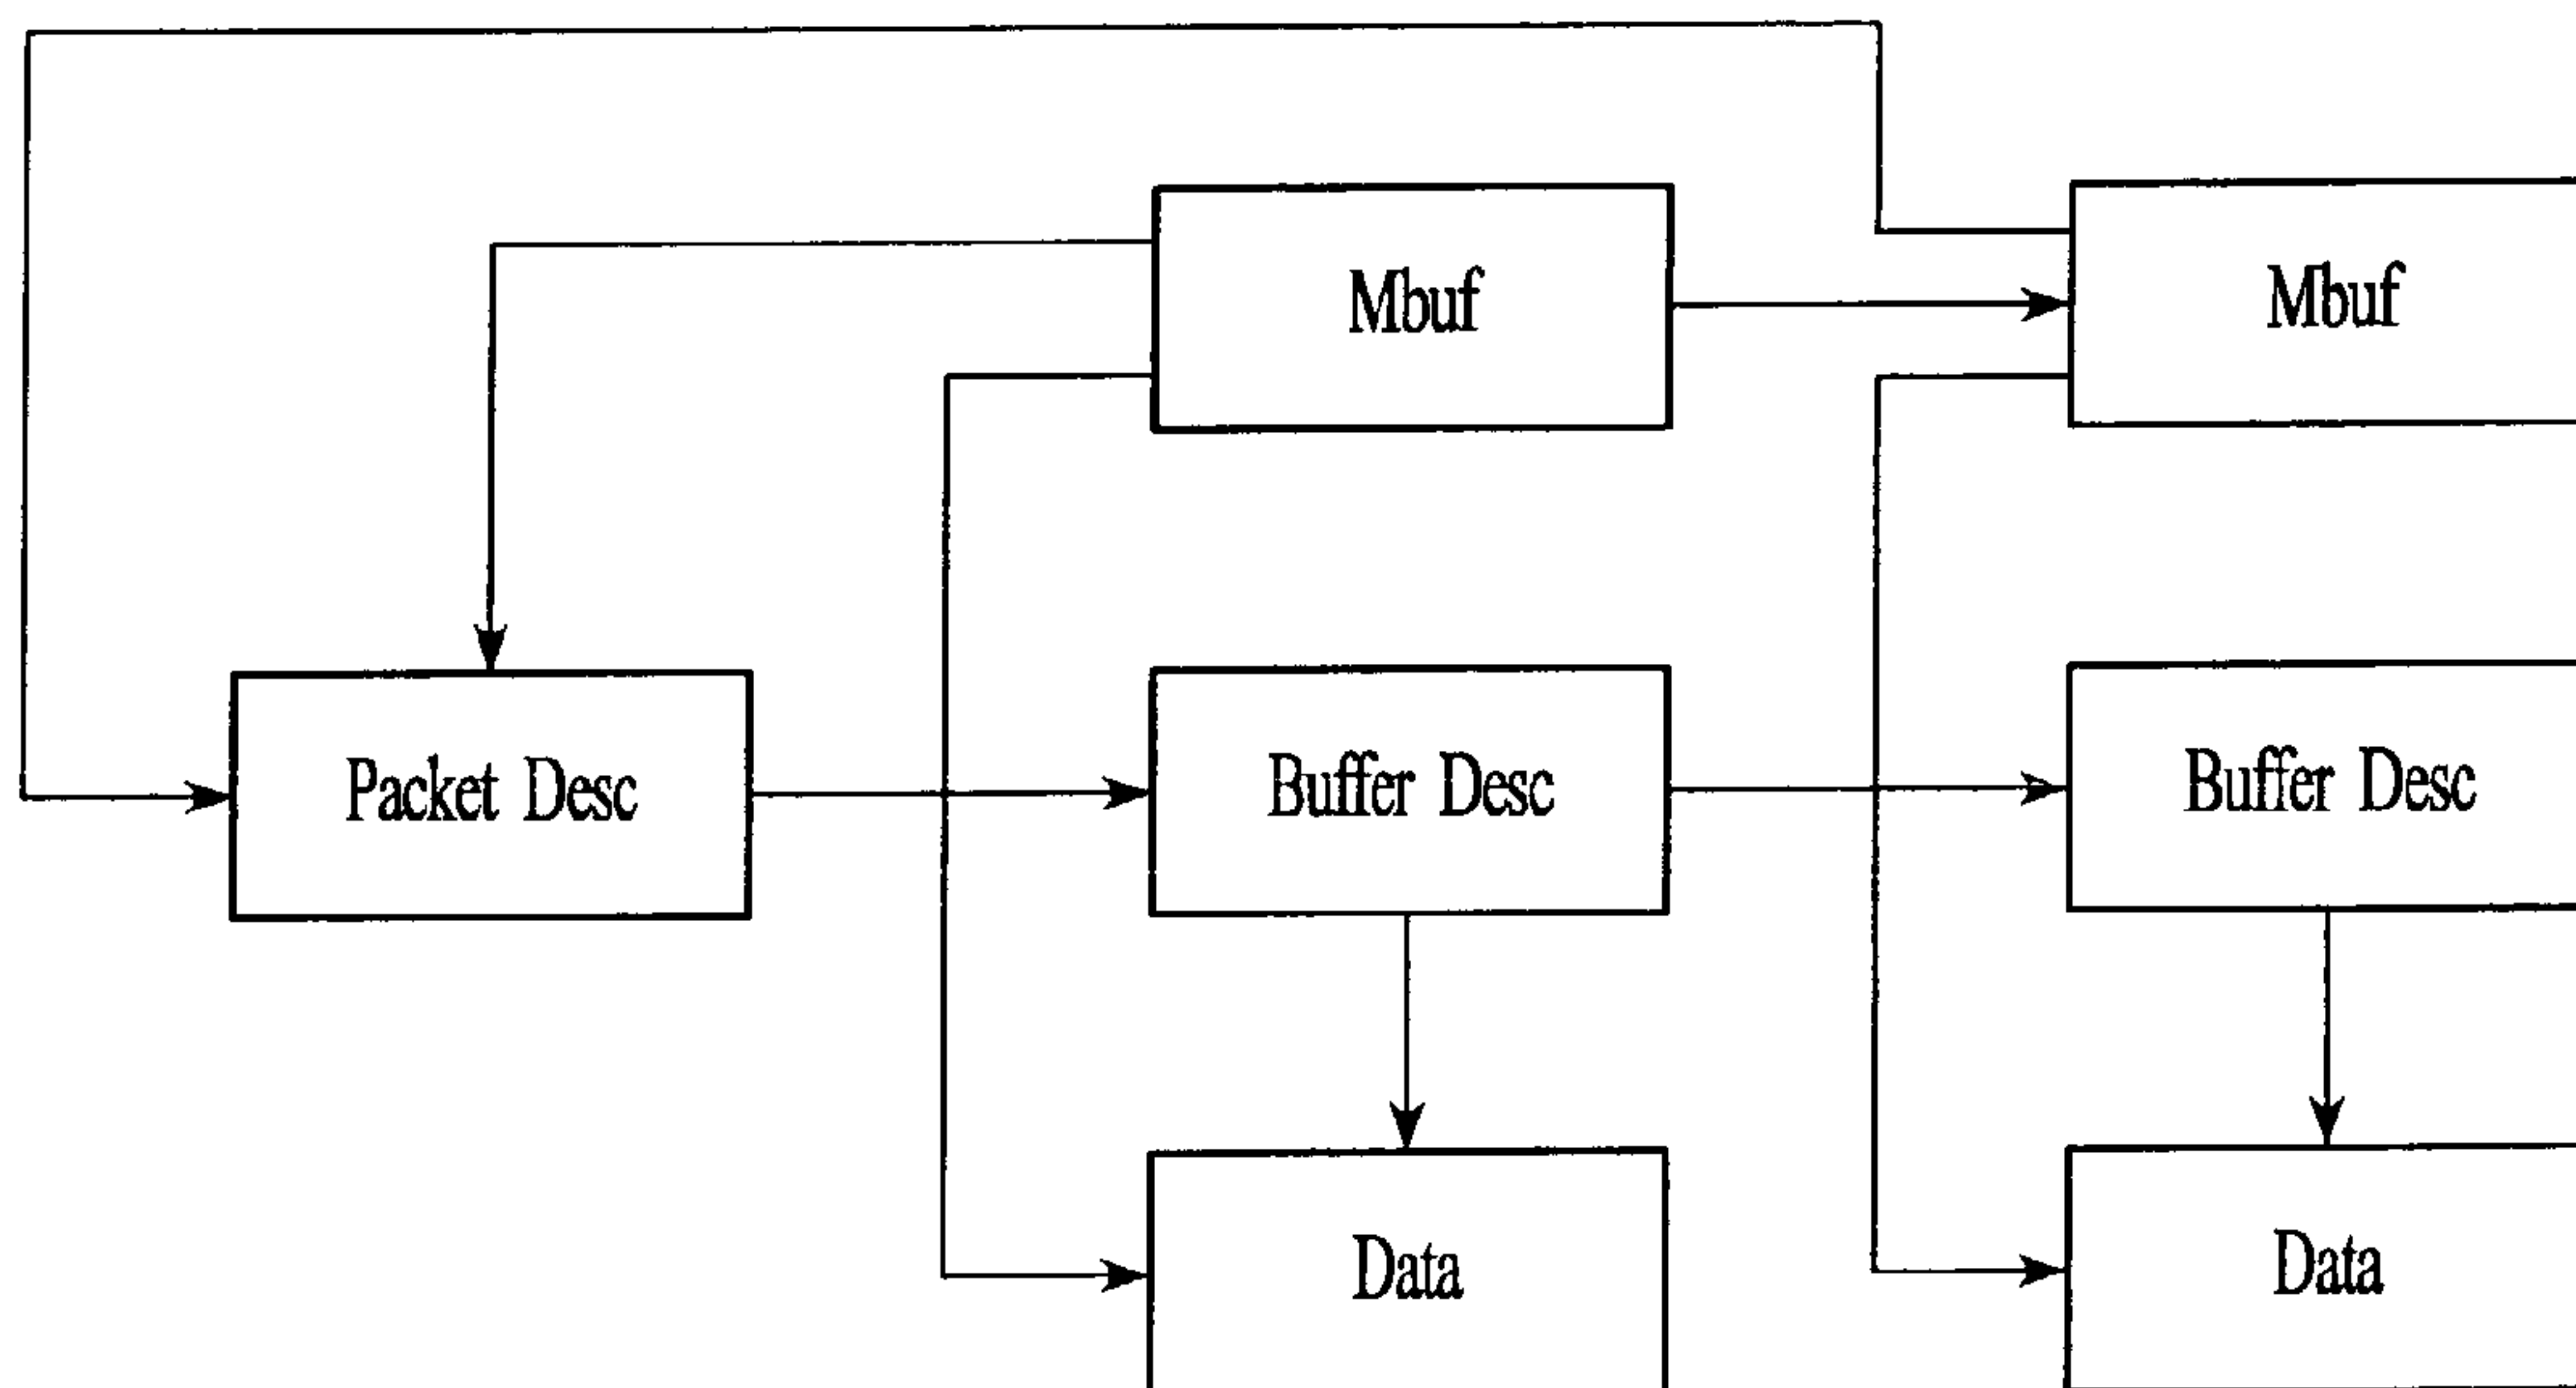 Mbuf
Mbuf
Packet Desc
Buffer Desc
Buffer Desc
Data
Data